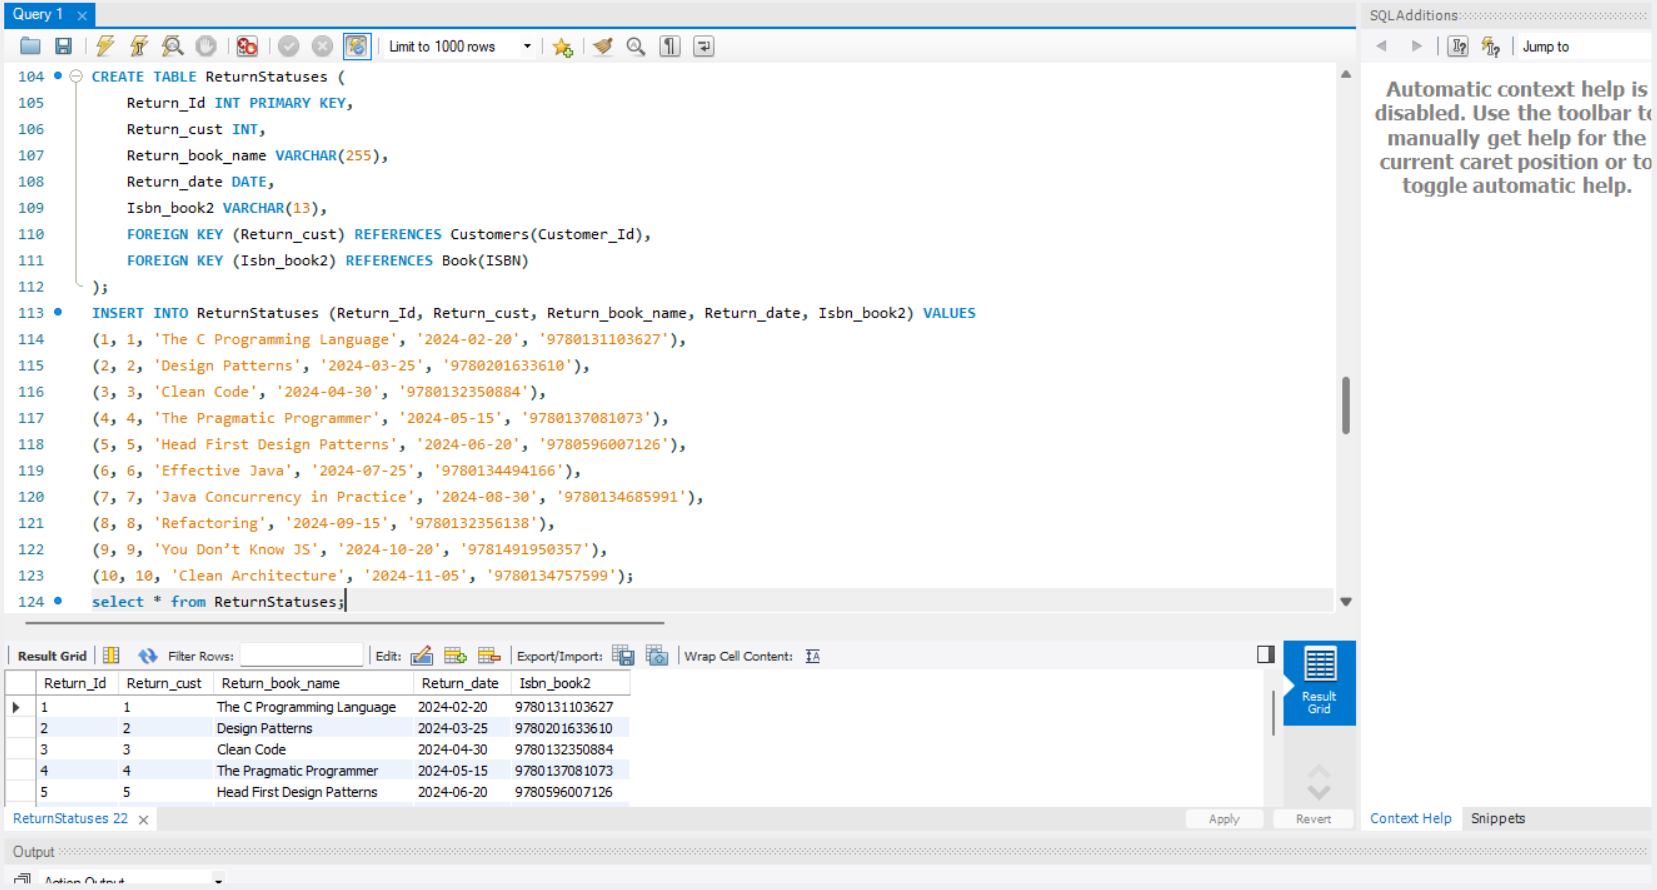 Query 1
SQLAdditions
Limit to 1000 rows
Jump to
104 CREATE TABLE ReturnStatuses (
105 Return_Id INT PRIMARY KEY,
106 Return_cust INT,
107 Return_book_name VARCHAR(255),
108 Return_date DATE,
109 Isbn_book2 VARCHAR(13),
110 FOREIGN KEY (Return_cust) REFERENCES Customers(Customer_Id),
111 FOREIGN KEY (Isbn_book2) REFERENCES Book(ISBN)
112 );
113 INSERT INTO ReturnStatuses (Return_Id, Return_cust, Return_book_name, Return_date, Isbn_book2) VALUES
114 (1, 1, 'The C Programming Language', '2024-02-20', '9780131103627'),
115 (2, 2, 'Design Patterns', '2024-03-25', '9780201633610'),
116 (3, 3, 'Clean Code', '2024-04-30', '9780132350884'),
117 (4, 4, 'The Pragmatic Programmer', '2024-05-15', '9780137081073'),
118 (5, 5, 'Head First Design Patterns', '2024-06-20', '9780596007126'),
119 (6, 6, 'Effective Java', '2024-07-25', '9780134494166'),
120 (7, 7, 'Java Concurrency in Practice', '2024-08-30', '9780134685991'),
121 (8, 8, 'Refactoring', '2024-09-15', '9780132356138'),
122 (9, 9, 'You Don’t Know JS', '2024-10-20', '9781491950357'),
123 (10, 10, 'Clean Architecture', '2024-11-05', '9780134757599');
124 select * from ReturnStatuses;
Automatic context help is
disabled. Use the toolbar to
manually get help for the
current caret position or to
toggle automatic help.
Result Grid Filter Rows: Edit: Export/Import: Wrap Cell Content:
Return_Id Return_cust Return_book_name Return_date Isbn_book2
1 1 The C Programming Language 2024-02-20 9780131103627
2 2 Design Patterns 2024-03-25 9780201633610
3 3 Clean Code 2024-04-30 9780132350884
4 4 The Pragmatic Programmer 2024-05-15 9780137081073
5 5 Head First Design Patterns 2024-06-20 9780596007126
Result
Grid
ReturnStatuses 22
Apply Revert
Context Help Snippets
Output
Action Output